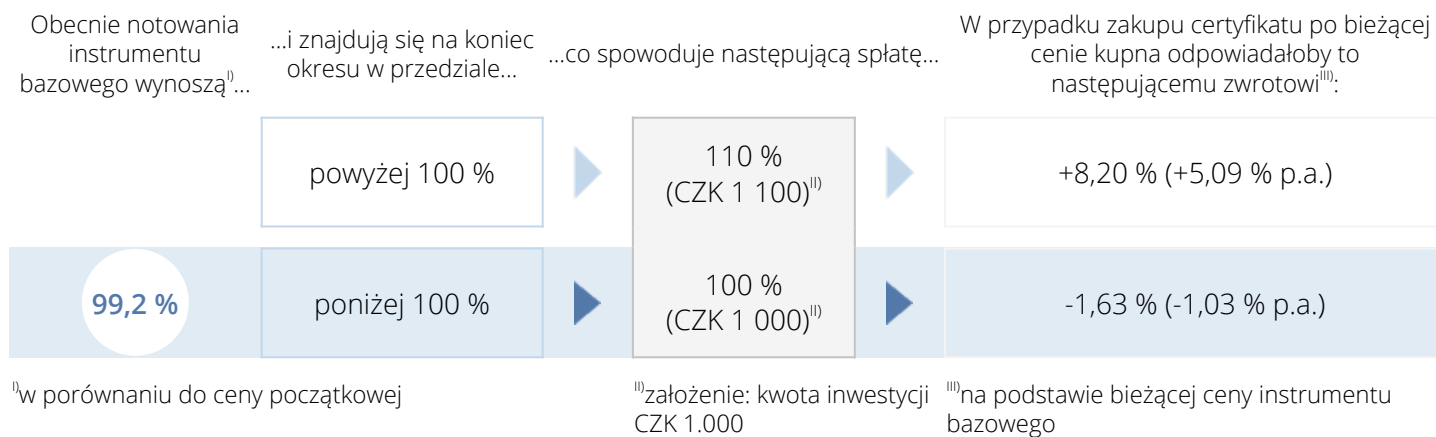 Obecnie notowania
instrumentu
bazowego wynoszą I)...
...i znajdują się na koniec
okresu w przedziale...
...co spowoduje następującą spłatę...
W przypadku zakupu certyfikatu po bieżącej
cenie kupna odpowiadałoby to
następującemu zwrotowi III):
powyżej 100 %
110 %
(CZK 1 100) II)
+8,20 % (+5,09 % p.a.)
99,2 %
poniżej 100 %
100 %
(CZK 1 000) II)
-1,63 % (-1,03 % p.a.)
I)w porównaniu do ceny początkowej
II)założenie: kwota inwestycji
CZK 1.000
III)na podstawie bieżącej ceny instrumentu
bazowego